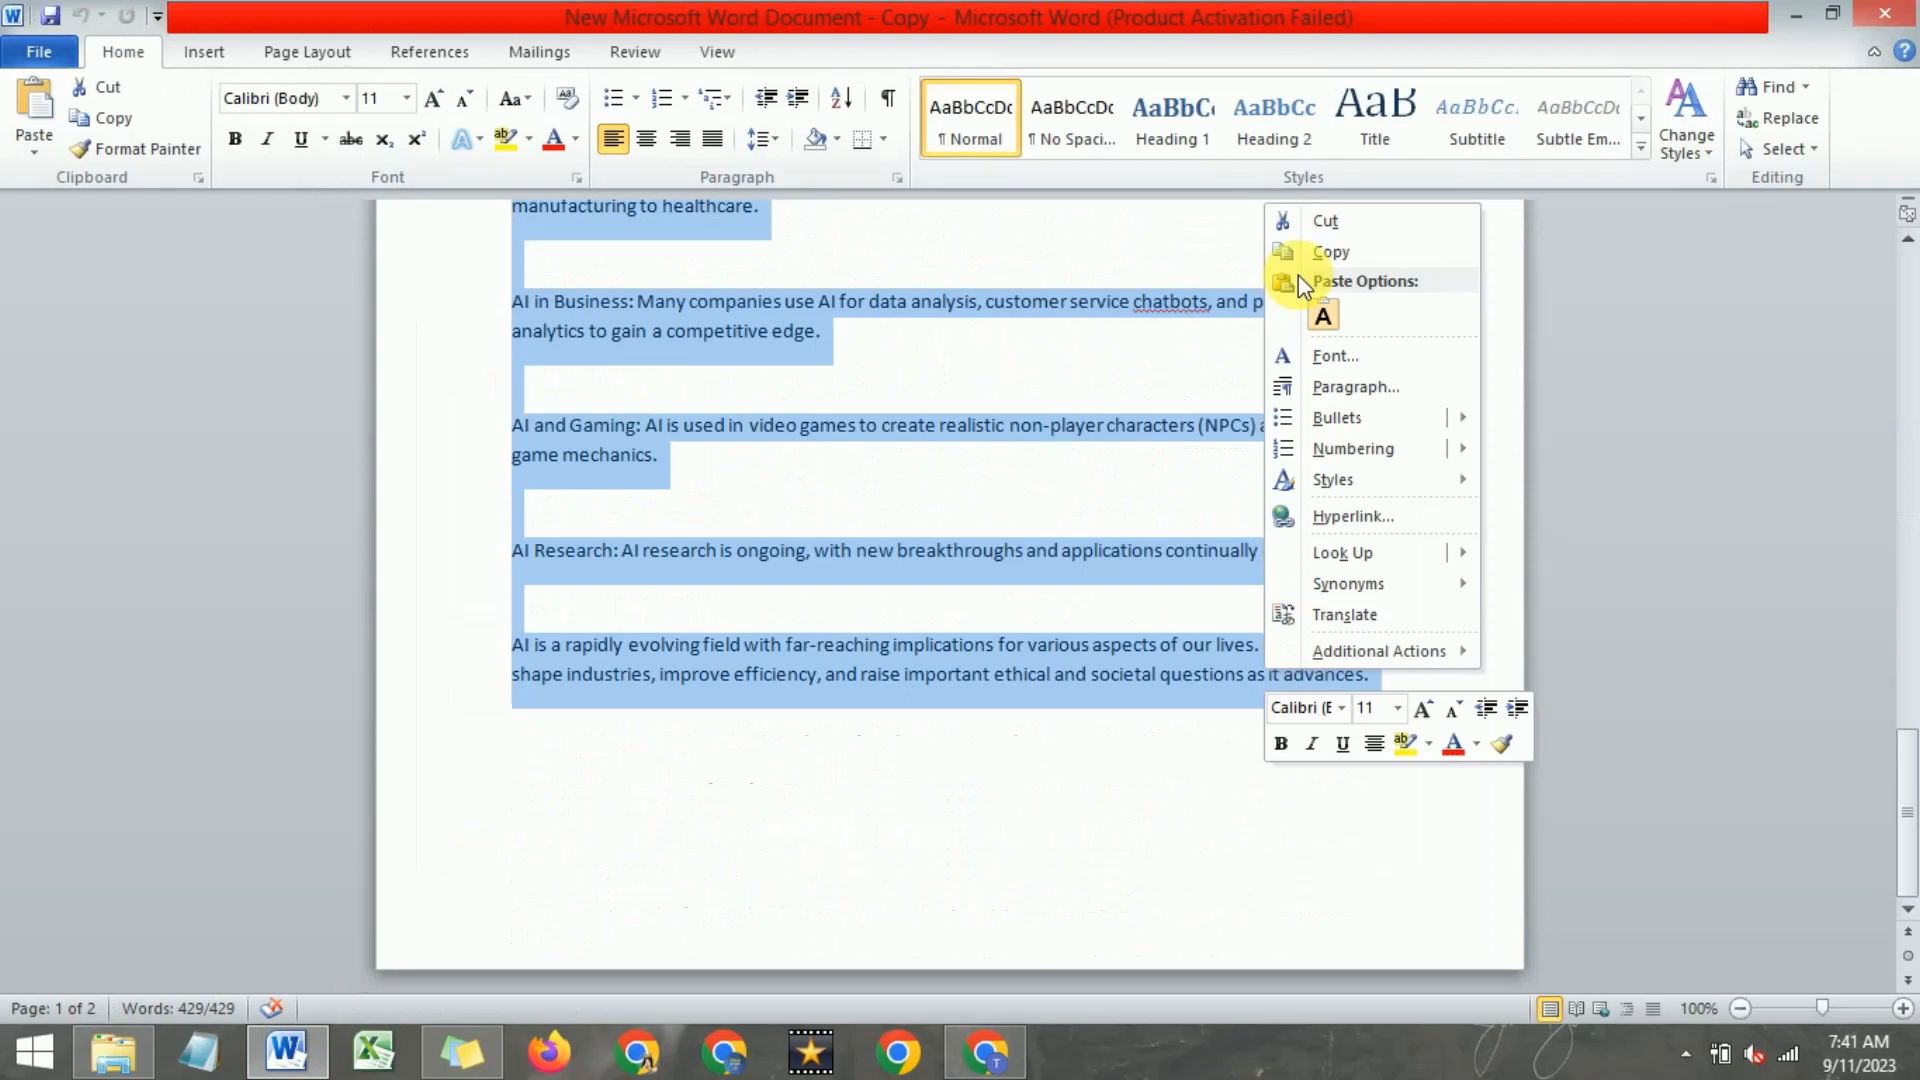 New Microsoft Word Document - Copy - Microsoft Word (Product Activation Failed)
File Home Insert Page Layout References Mailings Review View
Cut
Copy
Format Painter
Paste
Clipboard
Calibri (Body) 11
Font
Paragraph
AaBbCcDc AaBbCcDc AaBbC AaBbCc AaB AaBbCc. AaBbCcDc
¶ Normal ¶ No Spaci... Heading 1 Heading 2 Title Subtitle Subtle Em...
Styles
Change
Styles
Find
Replace
Select
Editing
manufacturing to healthcare.
AI in Business: Many companies use AI for data analysis, customer service chatbots, and p
analytics to gain a competitive edge.
AI and Gaming: AI is used in video games to create realistic non-player characters (NPCs) a
game mechanics.
AI Research: AI research is ongoing, with new breakthroughs and applications continually
AI is a rapidly evolving field with far-reaching implications for various aspects of our lives.
shape industries, improve efficiency, and raise important ethical and societal questions as it advances.
Cut
Copy
Paste Options:
Font...
Paragraph...
Bullets
Numbering
Styles
Hyperlink...
Look Up
Synonyms
Translate
Additional Actions
Calibri (E 11
Page: 1 of 2 Words: 429/429
100%
7:41 AM
9/11/2023